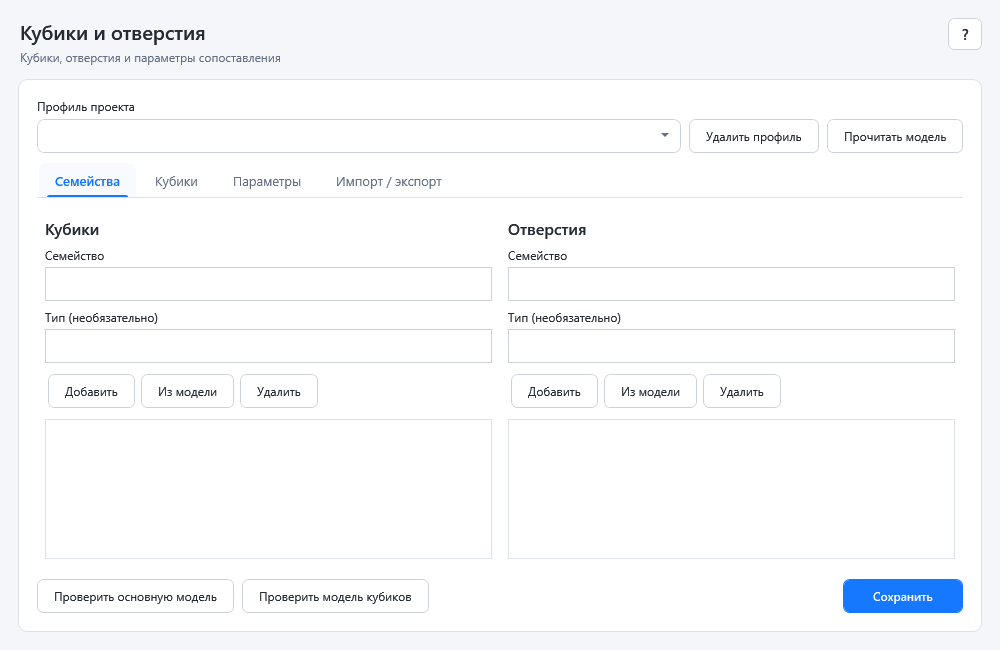 Кубики и отверстия
?
Кубики, отверстия и параметры сопоставления
Профиль проекта
Удалить профиль
Прочитать модель
Семейства
Кубики
Параметры
Импорт / экспорт
Кубики
Отверстия
Семейство
Семейство
Тип (необязательно)
Тип (необязательно)
Добавить
Из модели
Удалить
Добавить
Из модели
Удалить
Проверить основную модель
Проверить модель кубиков
Сохранить